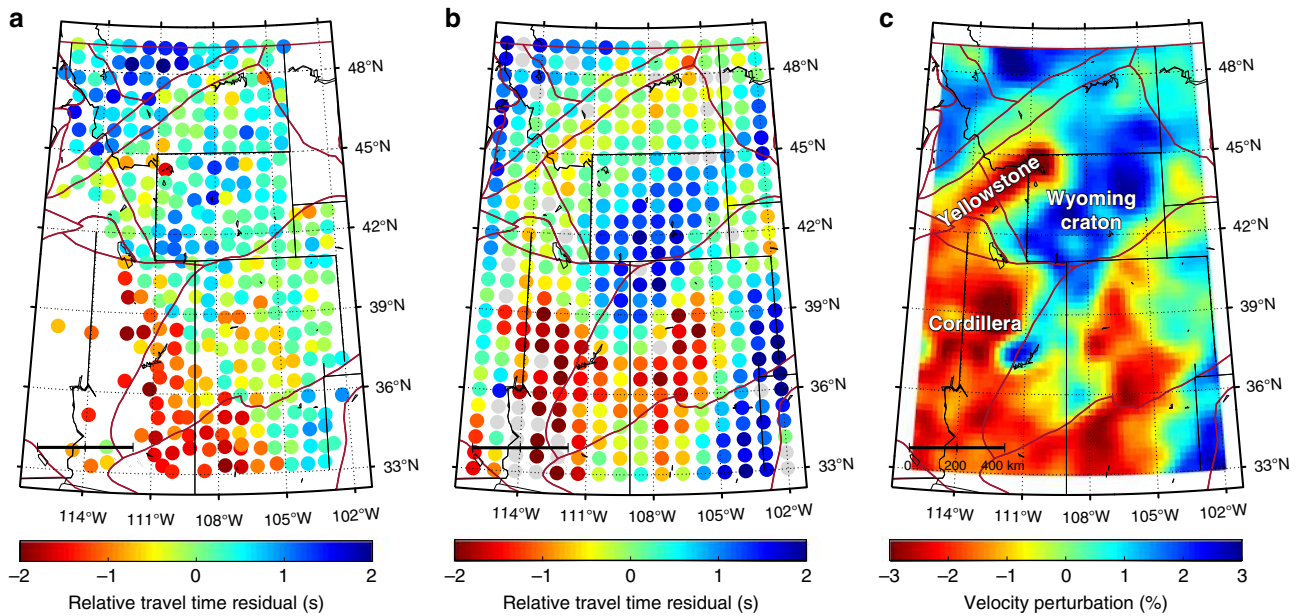 a
b
c
48°N
45°N
42°N
39°N
36°N
33°N
114°W 111°W 108°W 105°W 102°W
48°N
45°N
42°N
39°N
36°N
33°N
114°W 111°W 108°W 105°W 102°W
48°N
45°N
42°N
39°N
36°N
33°N
114°W 111°W 108°W 105°W 102°W
Yellowstone
Wyoming
craton
Cordillera
0 200 400 km
−2 −1 0 1 2
Relative travel time residual (s)
−2 −1 0 1 2
Relative travel time residual (s)
−3 −2 −1 0 1 2 3
Velocity perturbation (%)